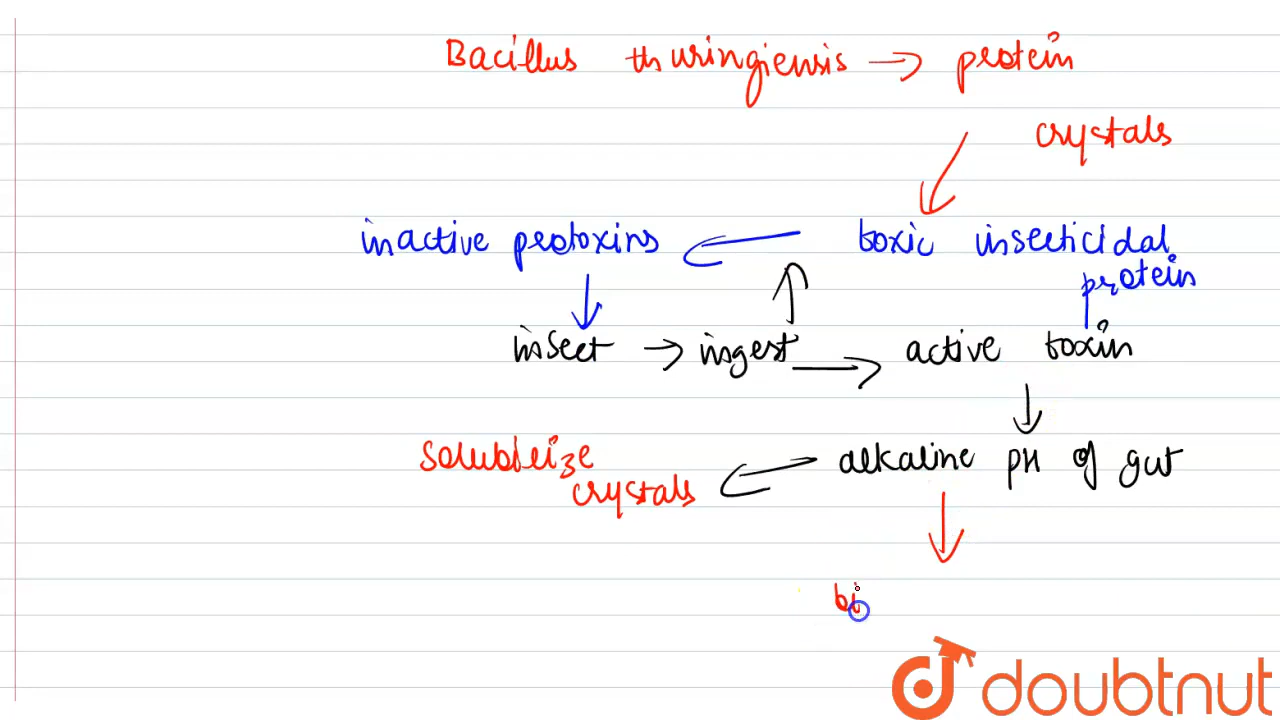 Bacillus thuringiensis → protein
crystals
inactive protoxins toxic insecticidal
protein
insect → ingest → active toxin
solubleize alkaline pH of gut
crystals
bi
doubtnut